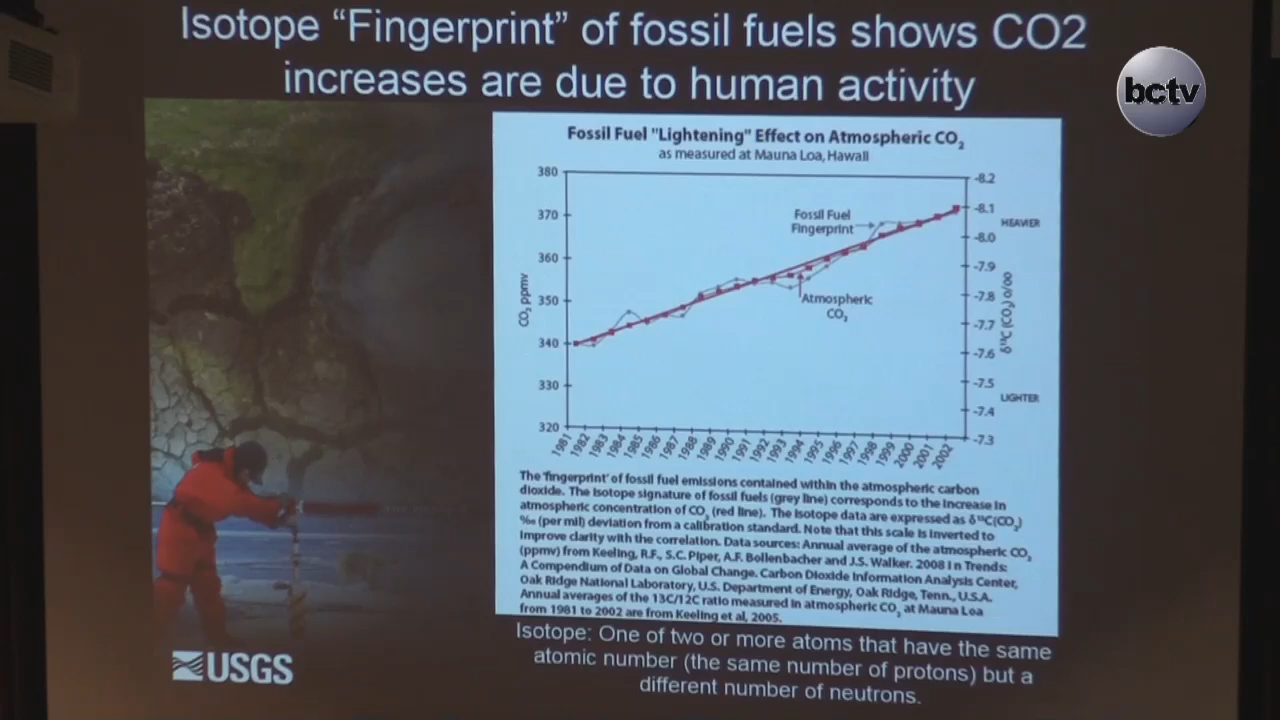 Isotope “Fingerprint” of fossil fuels shows CO2
increases are due to human activity
bctv
Fossil Fuel "Lightening" Effect on Atmospheric CO2
as measured at Mauna Loa, Hawaii
380
370
360
350
340
330
320
CO2 ppmv
-8.2
-8.1
-8.0
-7.9
-7.8
-7.7
-7.6
-7.5
-7.4
-7.3
HEAVIER
LIGHTER
δ¹³C (CO2) o/oo
Fossil Fuel
Fingerprint
Atmospheric
CO2
1981 1982 1983 1984 1985 1986 1987 1988 1989 1990 1991 1992 1993 1994 1995 1996 1997 1998 1999 2000 2001 2002
The 'fingerprint' of fossil fuel emissions contained within the atmospheric carbon
dioxide. The isotope signature of fossil fuels (grey line) corresponds to the increase in
atmospheric concentration of CO2 (red line). The isotope data are expressed as δ¹³C(CO2)
‰ (per mil) deviation from a calibration standard. Note that this scale is inverted to
improve clarity with the correlation. Data sources: Annual average of the atmospheric CO2
(ppmv) from Keeling, R.F., S.C. Piper, A.F. Bollenbacher and J.S. Walker. 2008 In Trends:
A Compendium of Data on Global Change. Carbon Dioxide Information Analysis Center,
Oak Ridge National Laboratory, U.S. Department of Energy, Oak Ridge, Tenn., U.S.A.
Annual averages of the 13C/12C ratio measured in atmospheric CO2 at Mauna Loa
from 1981 to 2002 are from Keeling et al, 2005.
Isotope: One of two or more atoms that have the same
atomic number (the same number of protons) but a
different number of neutrons.
USGS